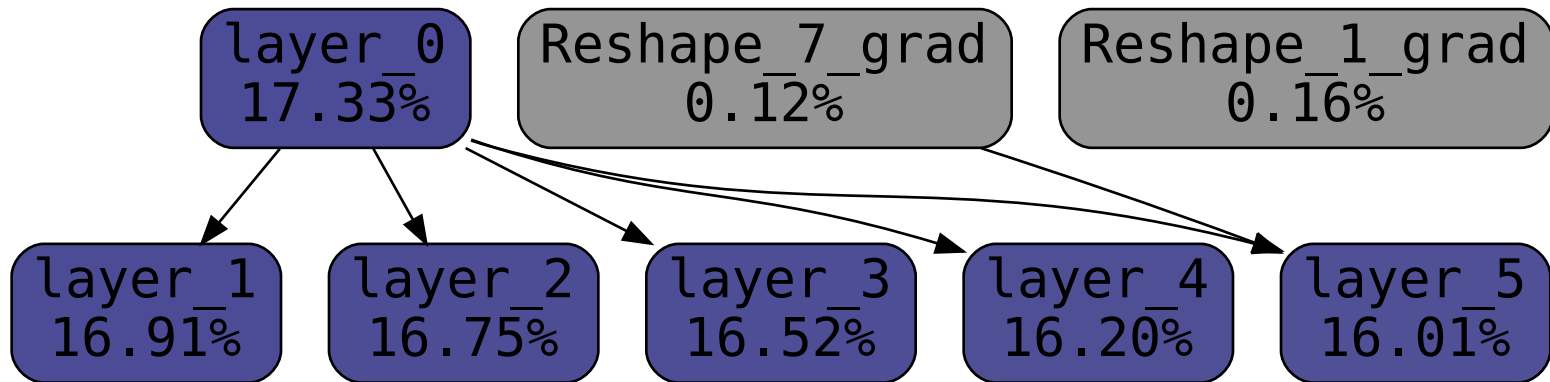 layer_0
17.33%
Reshape_7_grad
0.12%
Reshape_1_grad
0.16%
layer_1
16.91%
layer_2
16.75%
layer_3
16.52%
layer_4
16.20%
layer_5
16.01%